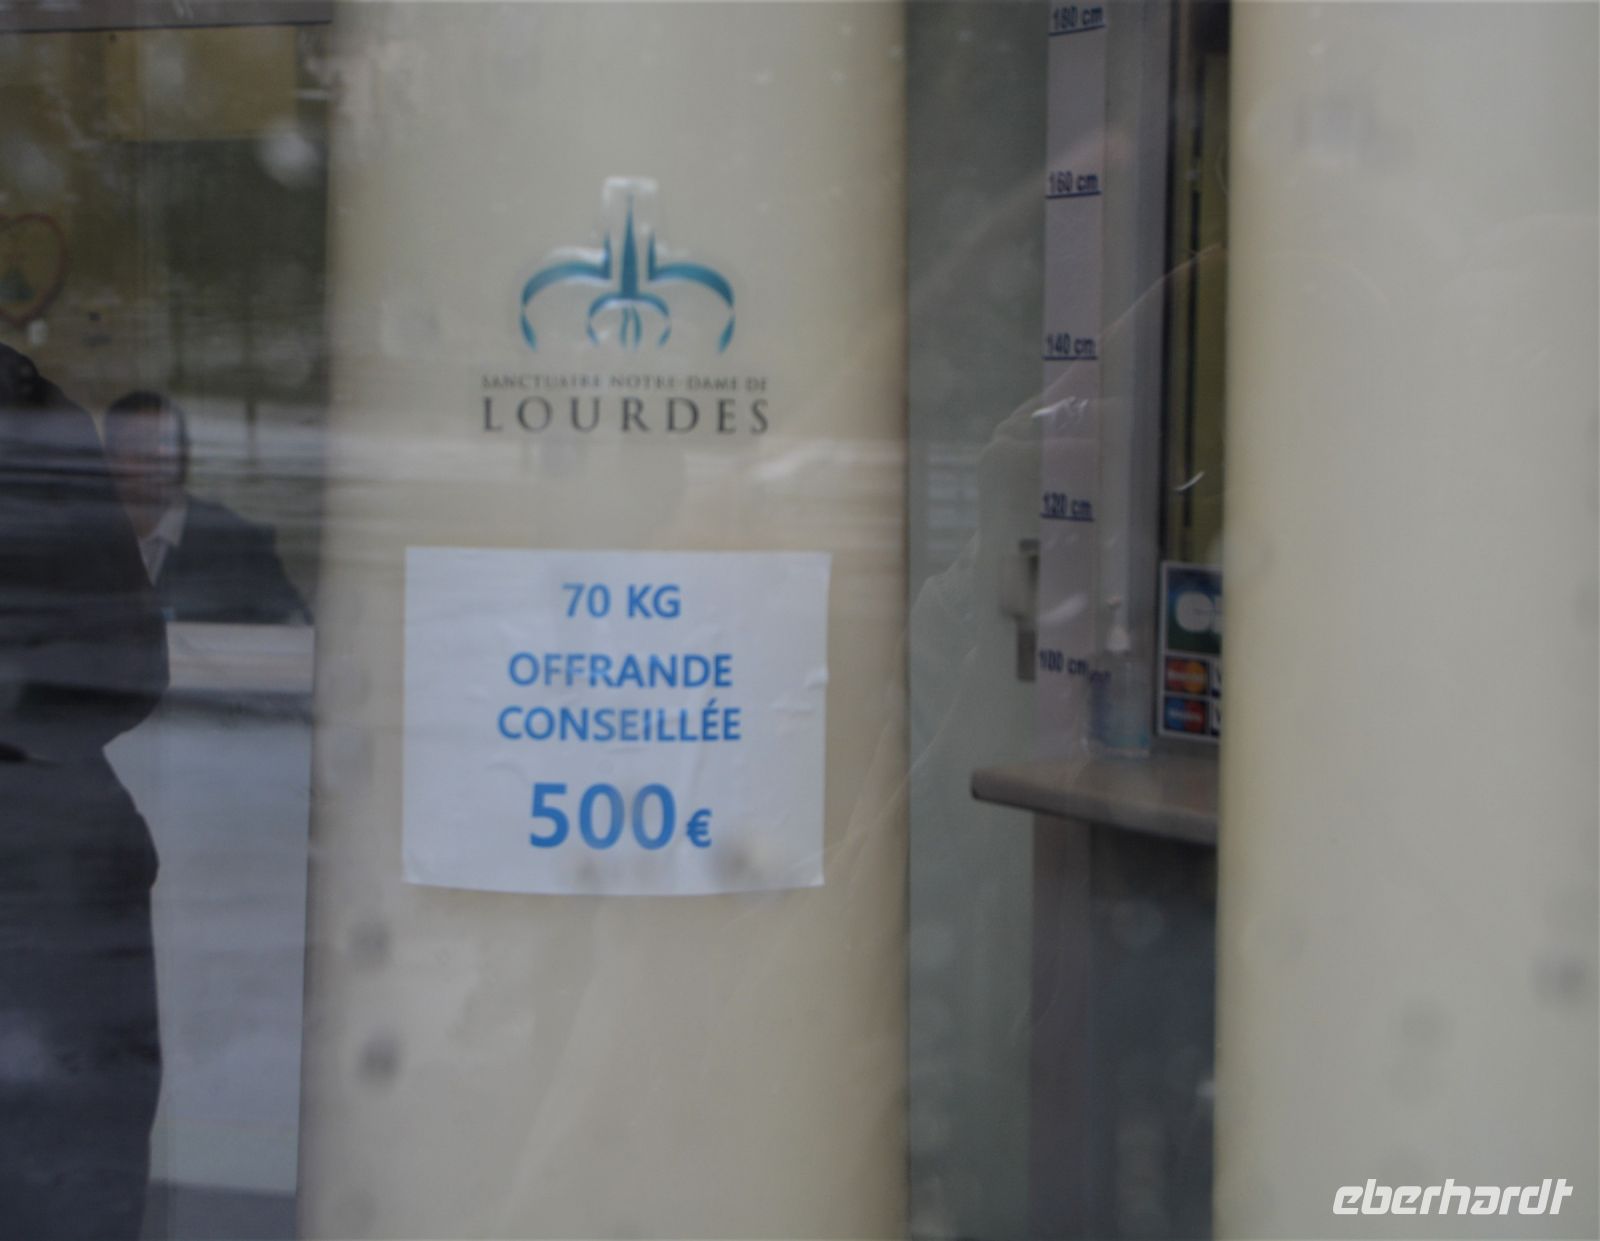 SANCTUAIRE NOTRE-DAME DE
LOURDES
70 KG
OFFRANDE
CONSEILLÉE
500€
180 cm
160 cm
140 cm
120 cm
100 cm
eberhardt